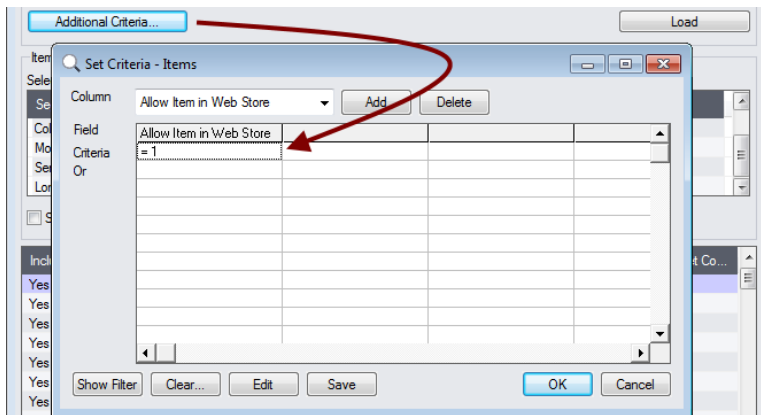 Additional Criteria...
Load
Set Criteria - Items
Column
Allow Item in Web Store
Add
Delete
Field
Allow Item in Web Store
Criteria
= 1
Or
Yes
Yes
Yes
Yes
Yes
Yes
Yes
Show Filter
Clear...
Edit
Save
OK
Cancel